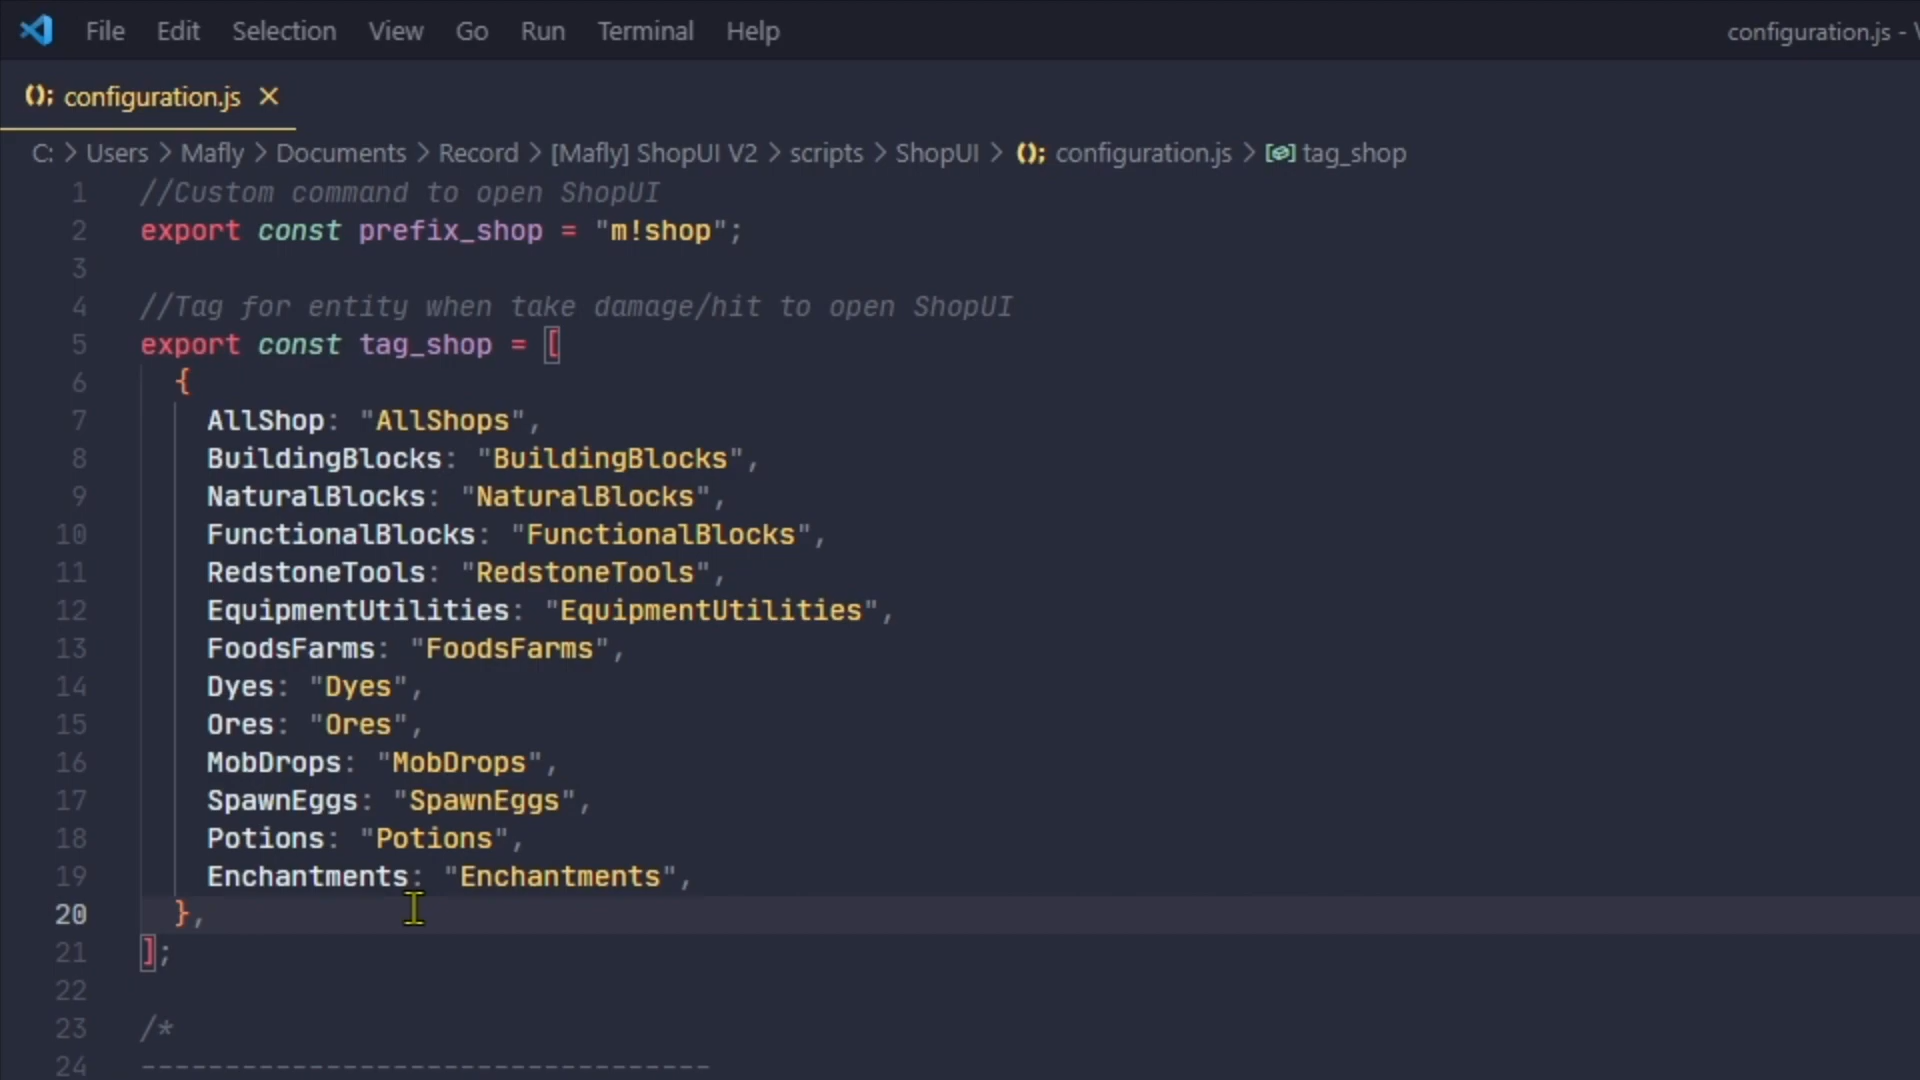 File Edit Selection View Go Run Terminal Help configuration.js -
configuration.js
C: > Users > Mafly > Documents > Record > [Mafly] ShopUI V2 > scripts > ShopUI > configuration.js > tag_shop
1 //Custom command to open ShopUI
2 export const prefix_shop = "m!shop";
3
4 //Tag for entity when take damage/hit to open ShopUI
5 export const tag_shop = [
6 {
7 AllShop: "AllShops",
8 BuildingBlocks: "BuildingBlocks",
9 NaturalBlocks: "NaturalBlocks",
10 FunctionalBlocks: "FunctionalBlocks",
11 RedstoneTools: "RedstoneTools",
12 EquipmentUtilities: "EquipmentUtilities",
13 FoodsFarms: "FoodsFarms",
14 Dyes: "Dyes",
15 Ores: "Ores",
16 MobDrops: "MobDrops",
17 SpawnEggs: "SpawnEggs",
18 Potions: "Potions",
19 Enchantments: "Enchantments",
20 },
21 ];
22
23 /*
24 ----------------------------------